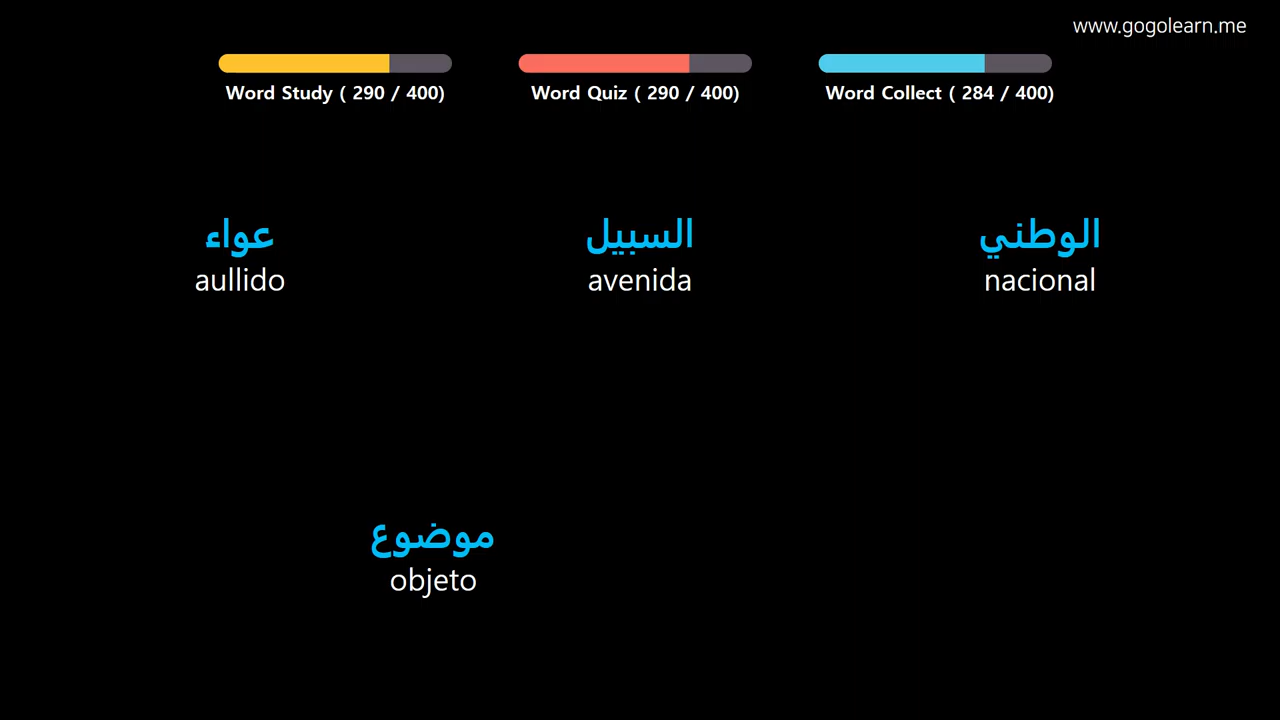 www.gogolearn.me
Word Study ( 290 / 400)
Word Quiz ( 290 / 400)
Word Collect ( 284 / 400)
عواء
aullido
السبيل
avenida
الوطني
nacional
موضوع
objeto